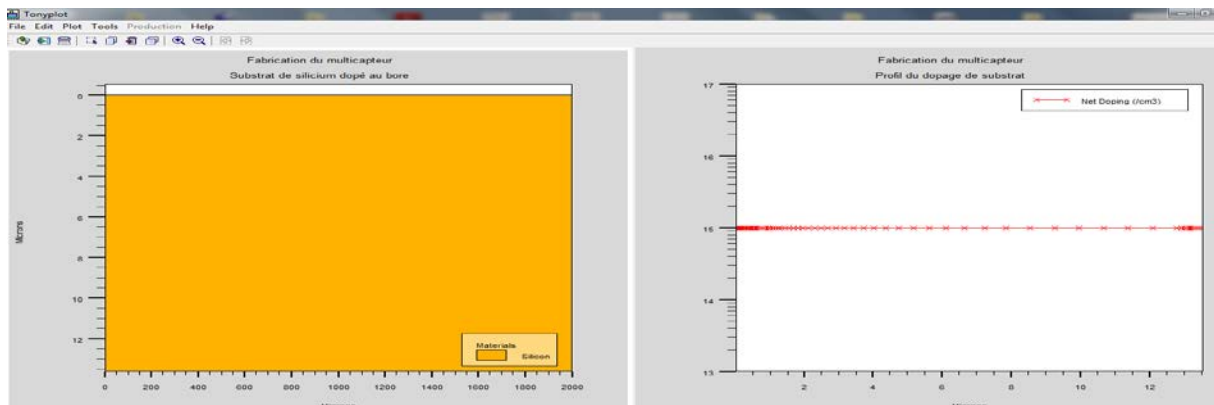 Tonyplot
File Edit Plot Tools Production Help
Fabrication du multicapteur
Substrat de silicium dopé au bore
0
2
4
6
8
10
12
Microns
0 200 400 600 800 1000 1200 1400 1600 1800 2000
Materials
Silicon
Fabrication du multicapteur
Profil du dopage de substrat
17
16
15
14
13
Net Doping (/cm3)
2 4 6 8 10 12